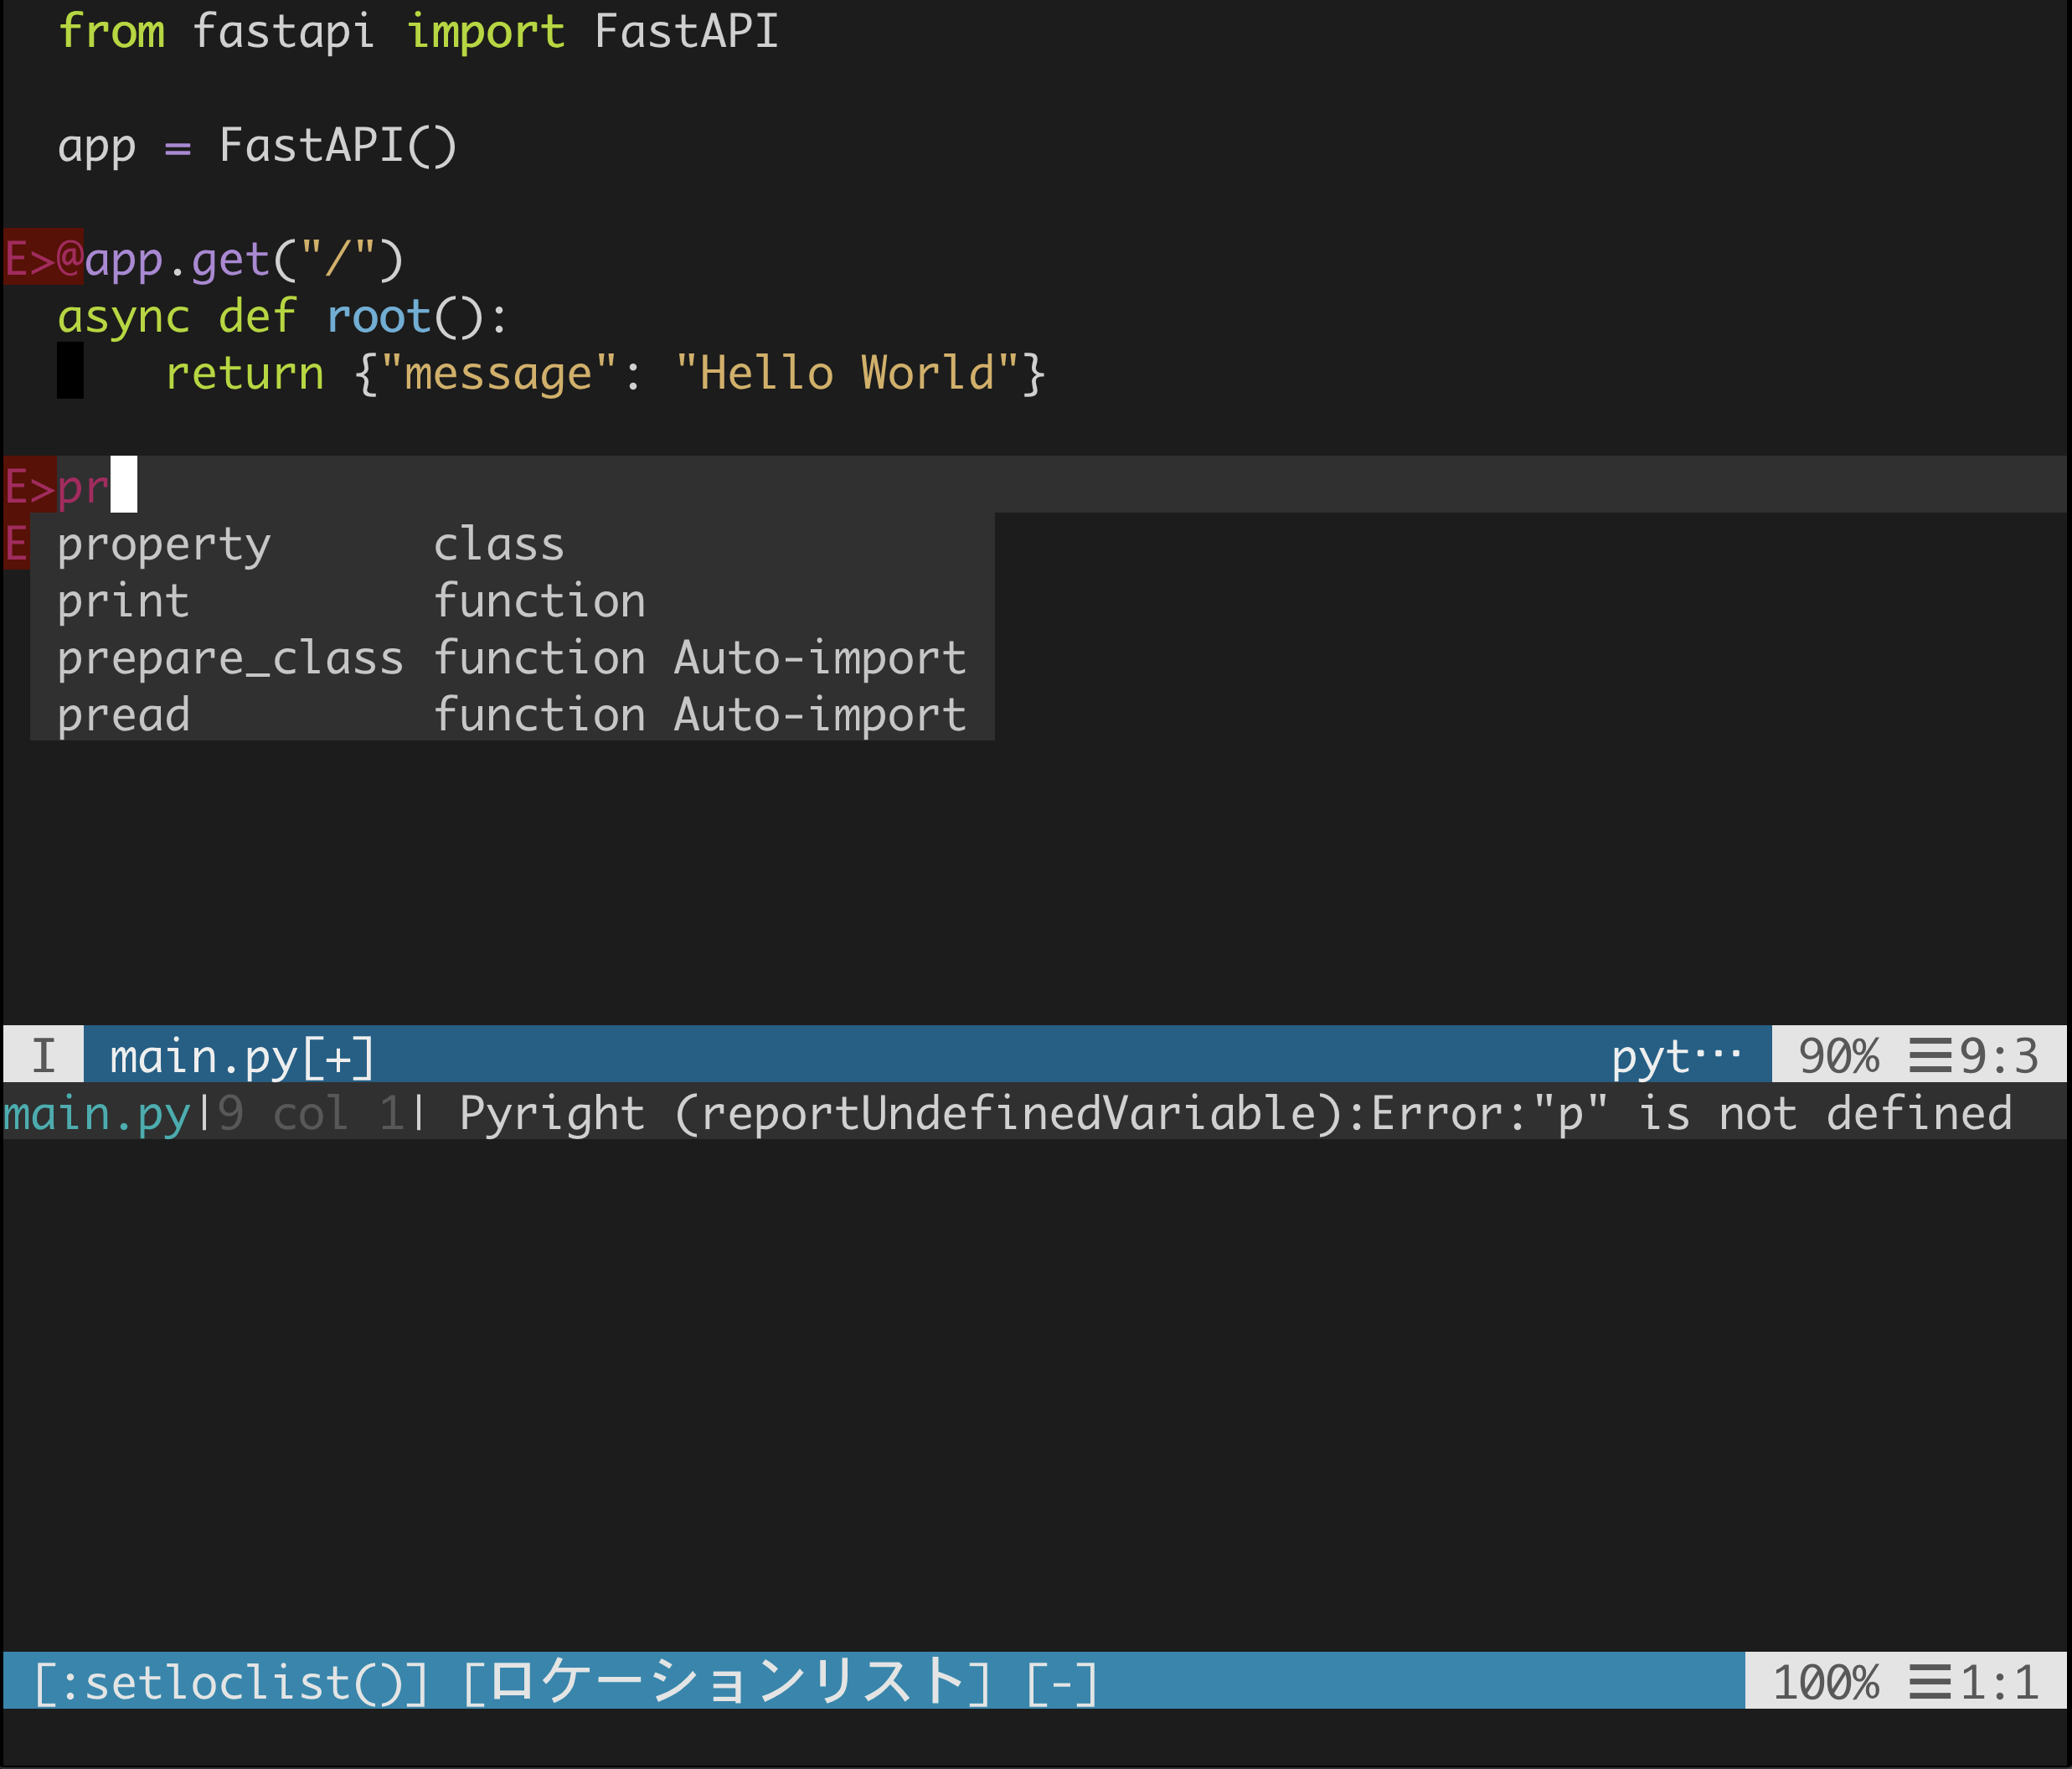 from fastapi import FastAPI
app = FastAPI()
E>@app.get("/")
async def root():
return {"message": "Hello World"}
E>pr
E property class
print function
prepare_class function Auto-import
pread function Auto-import
I main.py[+] pyt… 90% ☰9:3
main.py|9 col 1| Pyright (reportUndefinedVariable):Error:"p" is not defined
[:setloclist()] [ロケーションリスト] [-] 100% ☰1:1